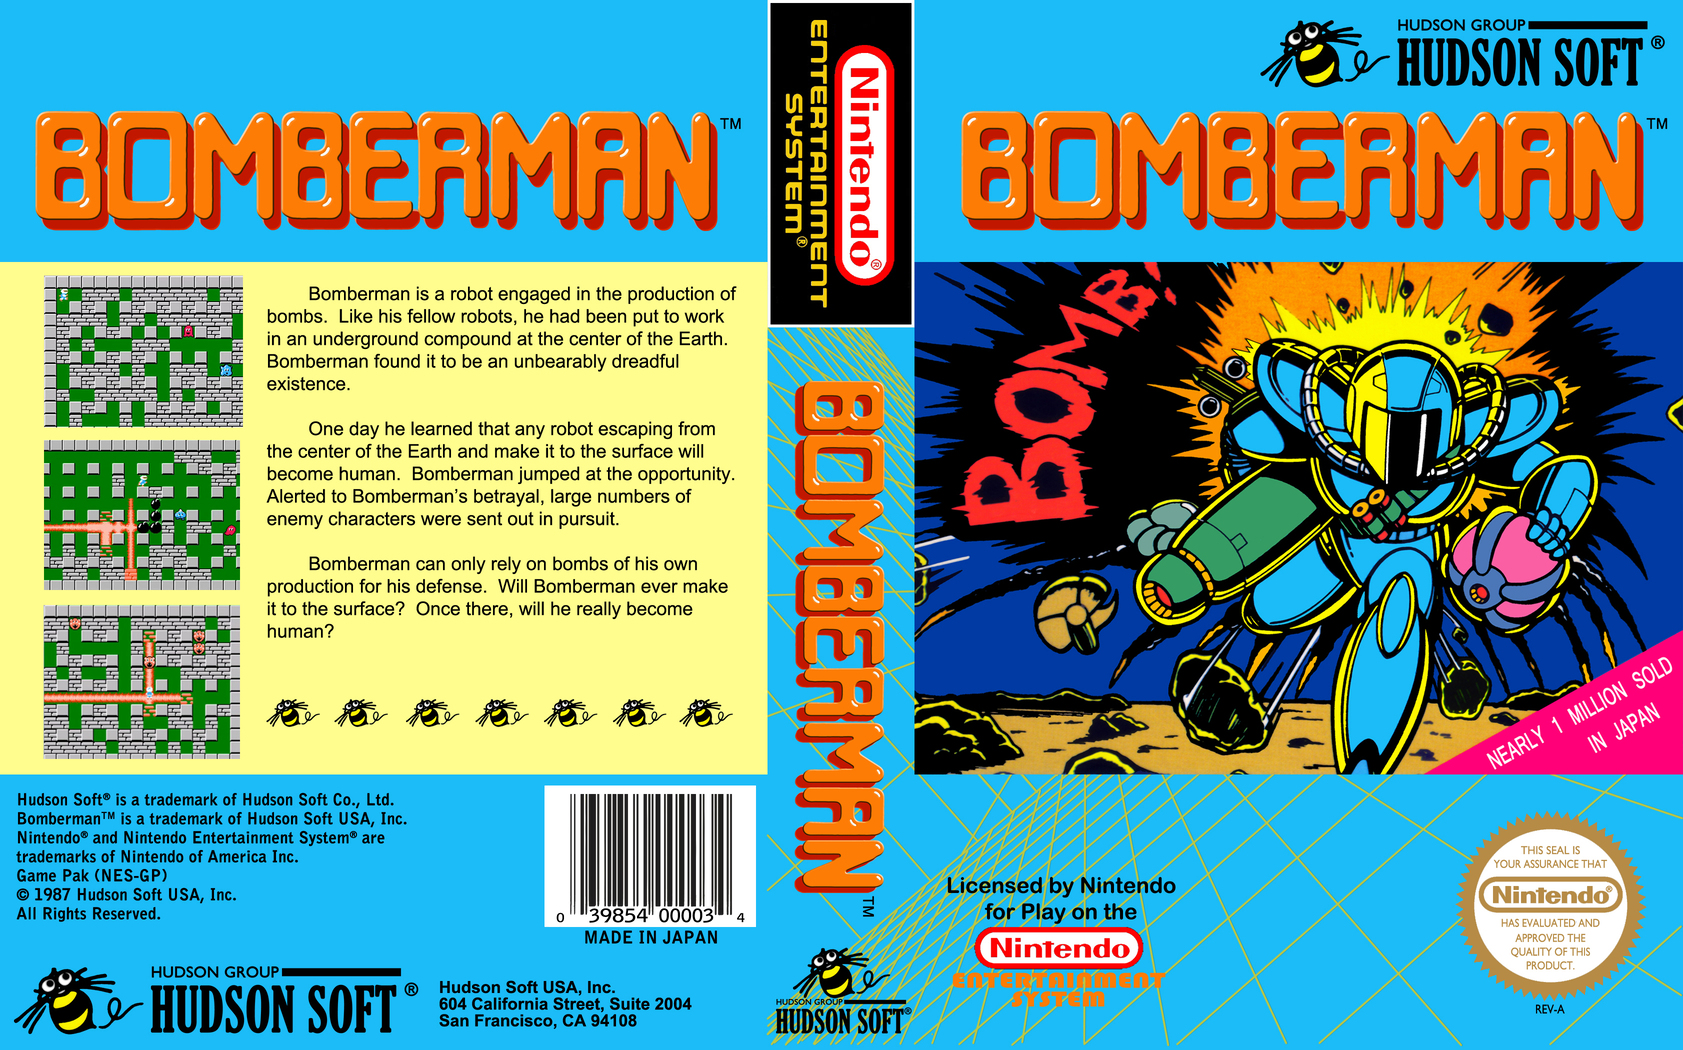 BOMBERMAN™
Bomberman is a robot engaged in the production of
bombs. Like his fellow robots, he had been put to work
in an underground compound at the center of the Earth.
Bomberman found it to be an unbearably dreadful
existence.
One day he learned that any robot escaping from
the center of the Earth and make it to the surface will
become human. Bomberman jumped at the opportunity.
Alerted to Bomberman's betrayal, large numbers of
enemy characters were sent out in pursuit.
Bomberman can only rely on bombs of his own
production for his defense. Will Bomberman ever make
it to the surface? Once there, will he really become
human?
Hudson Soft® is a trademark of Hudson Soft Co., Ltd.
Bomberman™ is a trademark of Hudson Soft USA, Inc.
Nintendo® and Nintendo Entertainment System® are
trademarks of Nintendo of America Inc.
Game Pak (NES-GP)
© 1987 Hudson Soft USA, Inc.
All Rights Reserved.
0 39854 00003 4
MADE IN JAPAN
HUDSON GROUP
HUDSON SOFT®
Hudson Soft USA, Inc.
604 California Street, Suite 2004
San Francisco, CA 94108
Nintendo®
ENTERTAINMENT
SYSTEM®
BOMBERMAN™
HUDSON GROUP
HUDSON SOFT®
HUDSON GROUP
HUDSON SOFT®
BOMBERMAN™
BOMB!
NEARLY 1 MILLION SOLD
IN JAPAN
Licensed by Nintendo
for Play on the
Nintendo
ENTERTAINMENT
SYSTEM
THIS SEAL IS
YOUR ASSURANCE THAT
Nintendo®
HAS EVALUATED AND
APPROVED THE
QUALITY OF THIS
PRODUCT.
REV-A